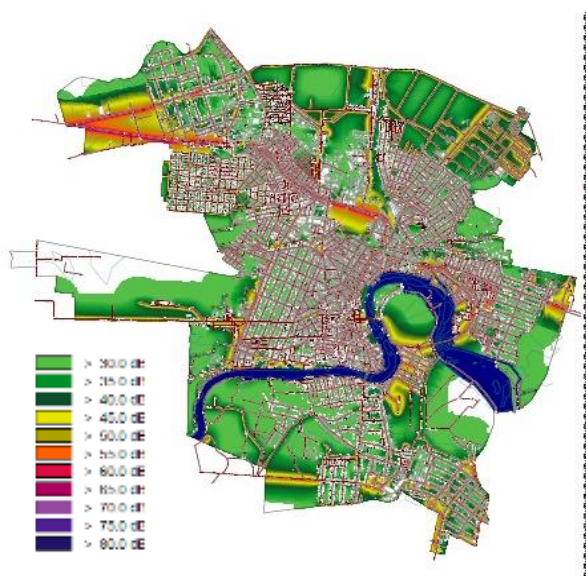 > 30.0 dB
> 35.0 dB
> 40.0 dB
> 45.0 dB
> 50.0 dB
> 55.0 dB
> 60.0 dB
> 65.0 dB
> 70.0 dB
> 75.0 dB
> 80.0 dB